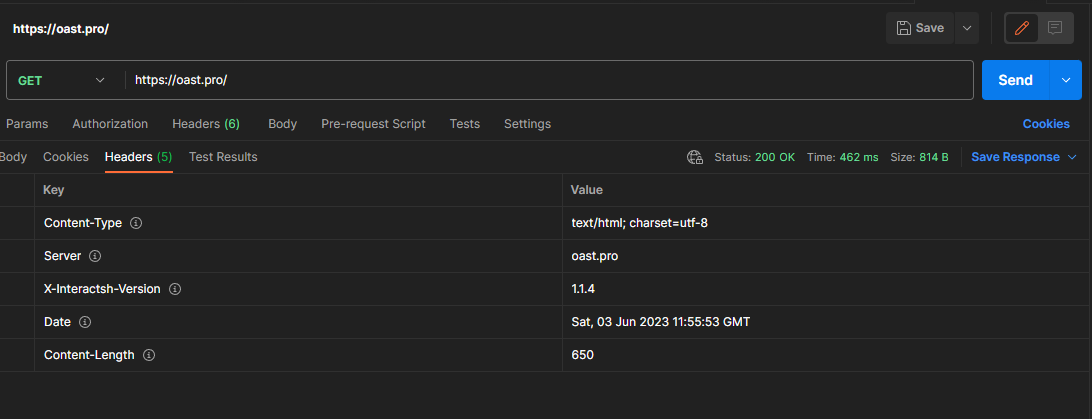 https://oast.pro/
Save
GET https://oast.pro/ Send
Params Authorization Headers (6) Body Pre-request Script Tests Settings Cookies
Body Cookies Headers (5) Test Results Status: 200 OK Time: 462 ms Size: 814 B Save Response
Key Value
Content-Type text/html; charset=utf-8
Server oast.pro
X-Interactsh-Version 1.1.4
Date Sat, 03 Jun 2023 11:55:53 GMT
Content-Length 650